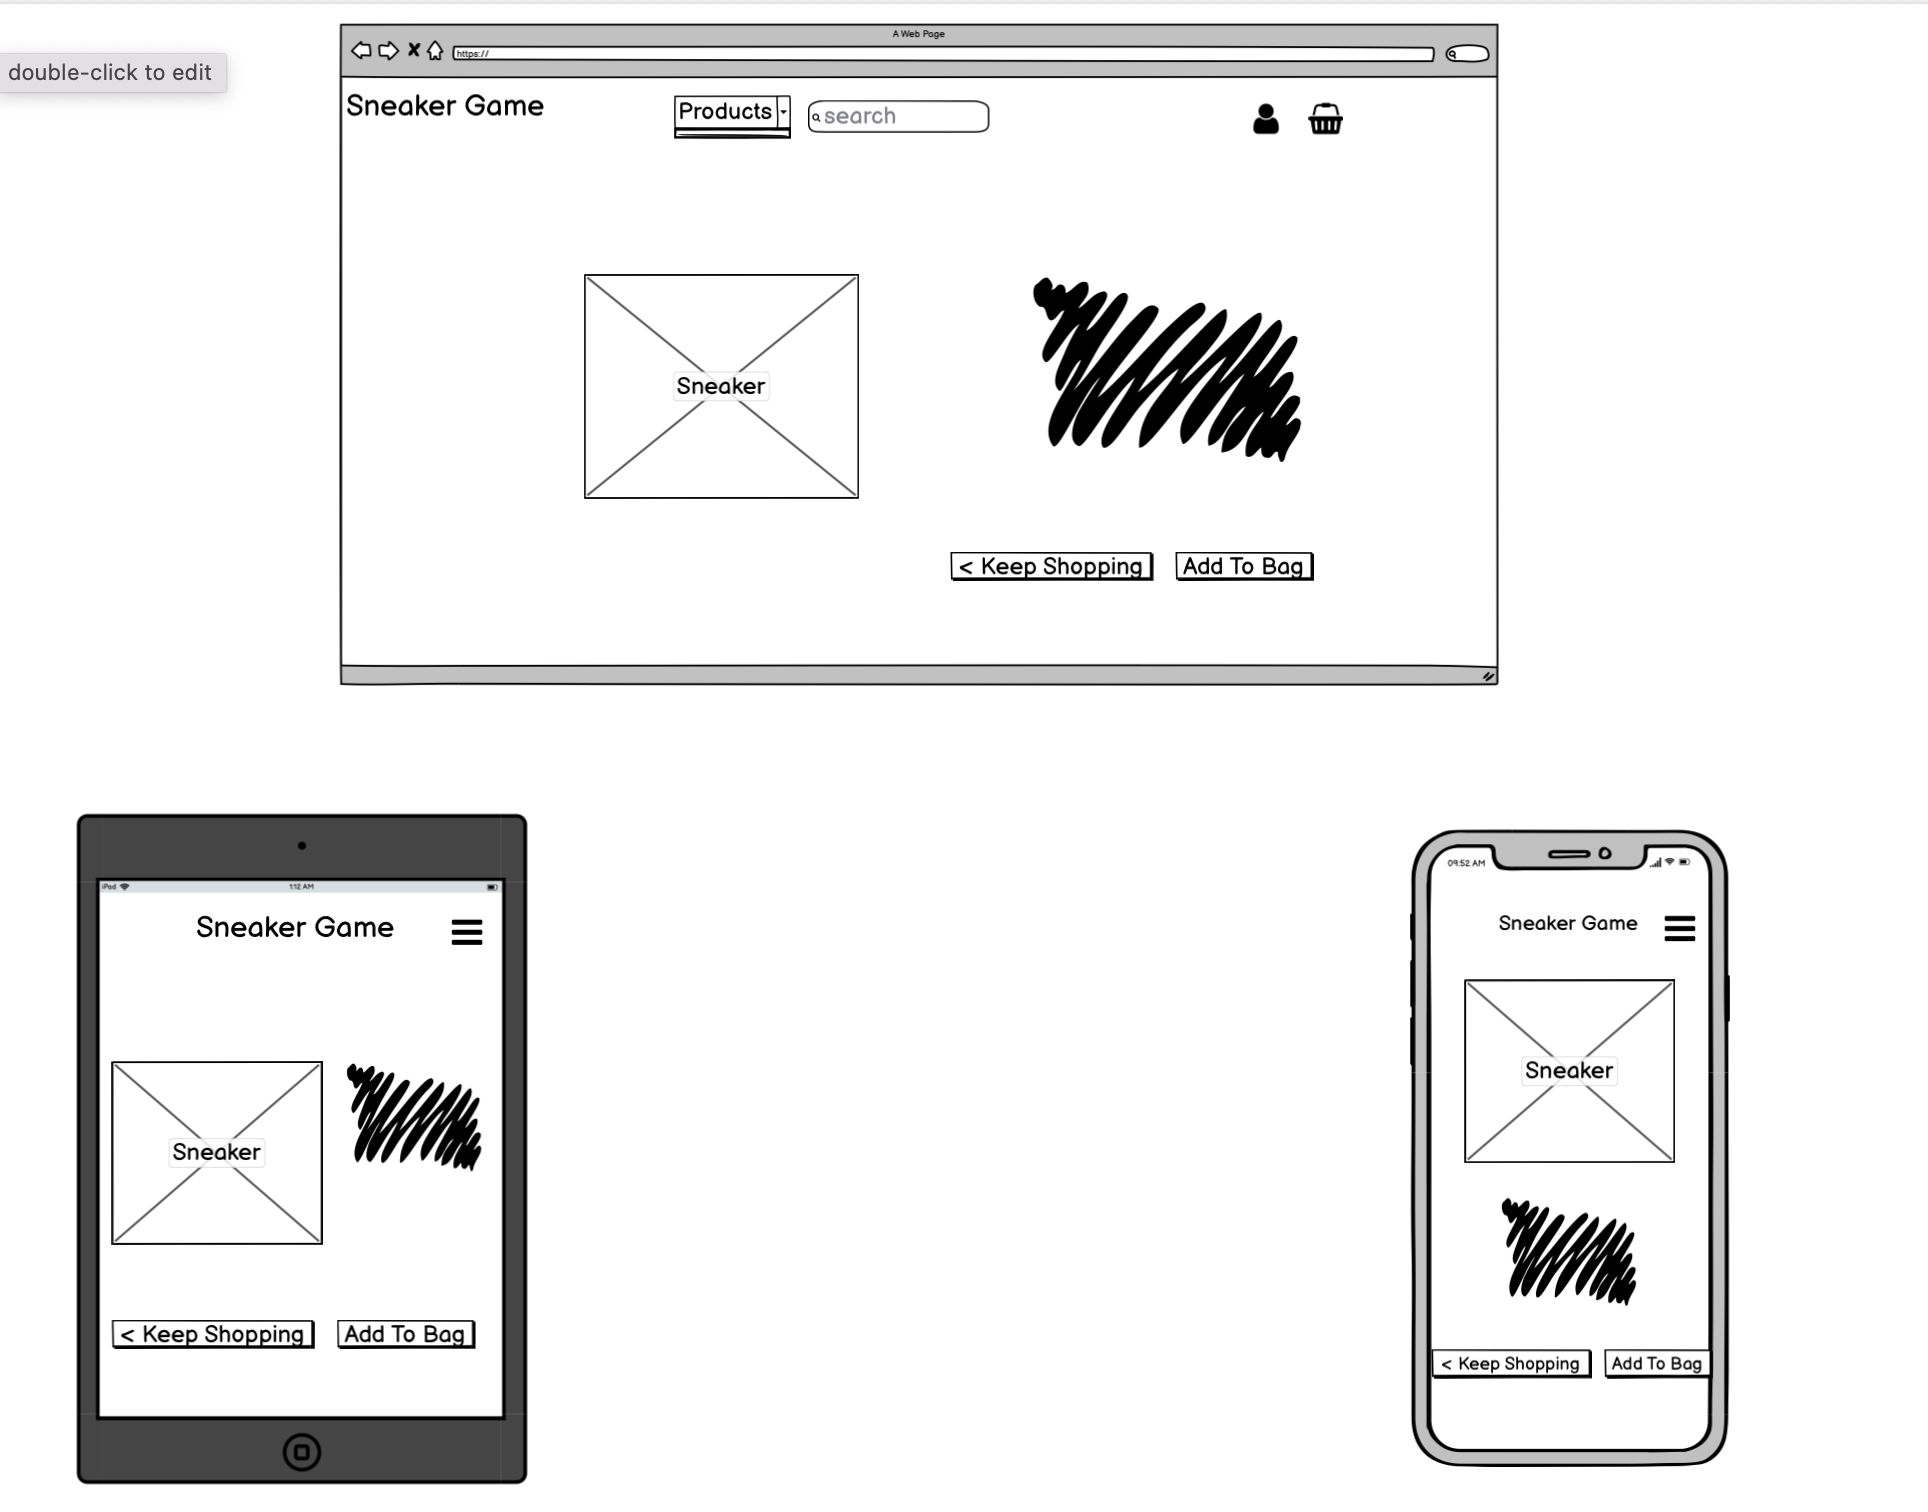 A Web Page
https://
double-click to edit
Sneaker Game
Products
search
Sneaker
< Keep Shopping
Add To Bag
iPad
1:12 AM
Sneaker Game
Sneaker
< Keep Shopping
Add To Bag
09:52 AM
Sneaker Game
Sneaker
< Keep Shopping
Add To Bag